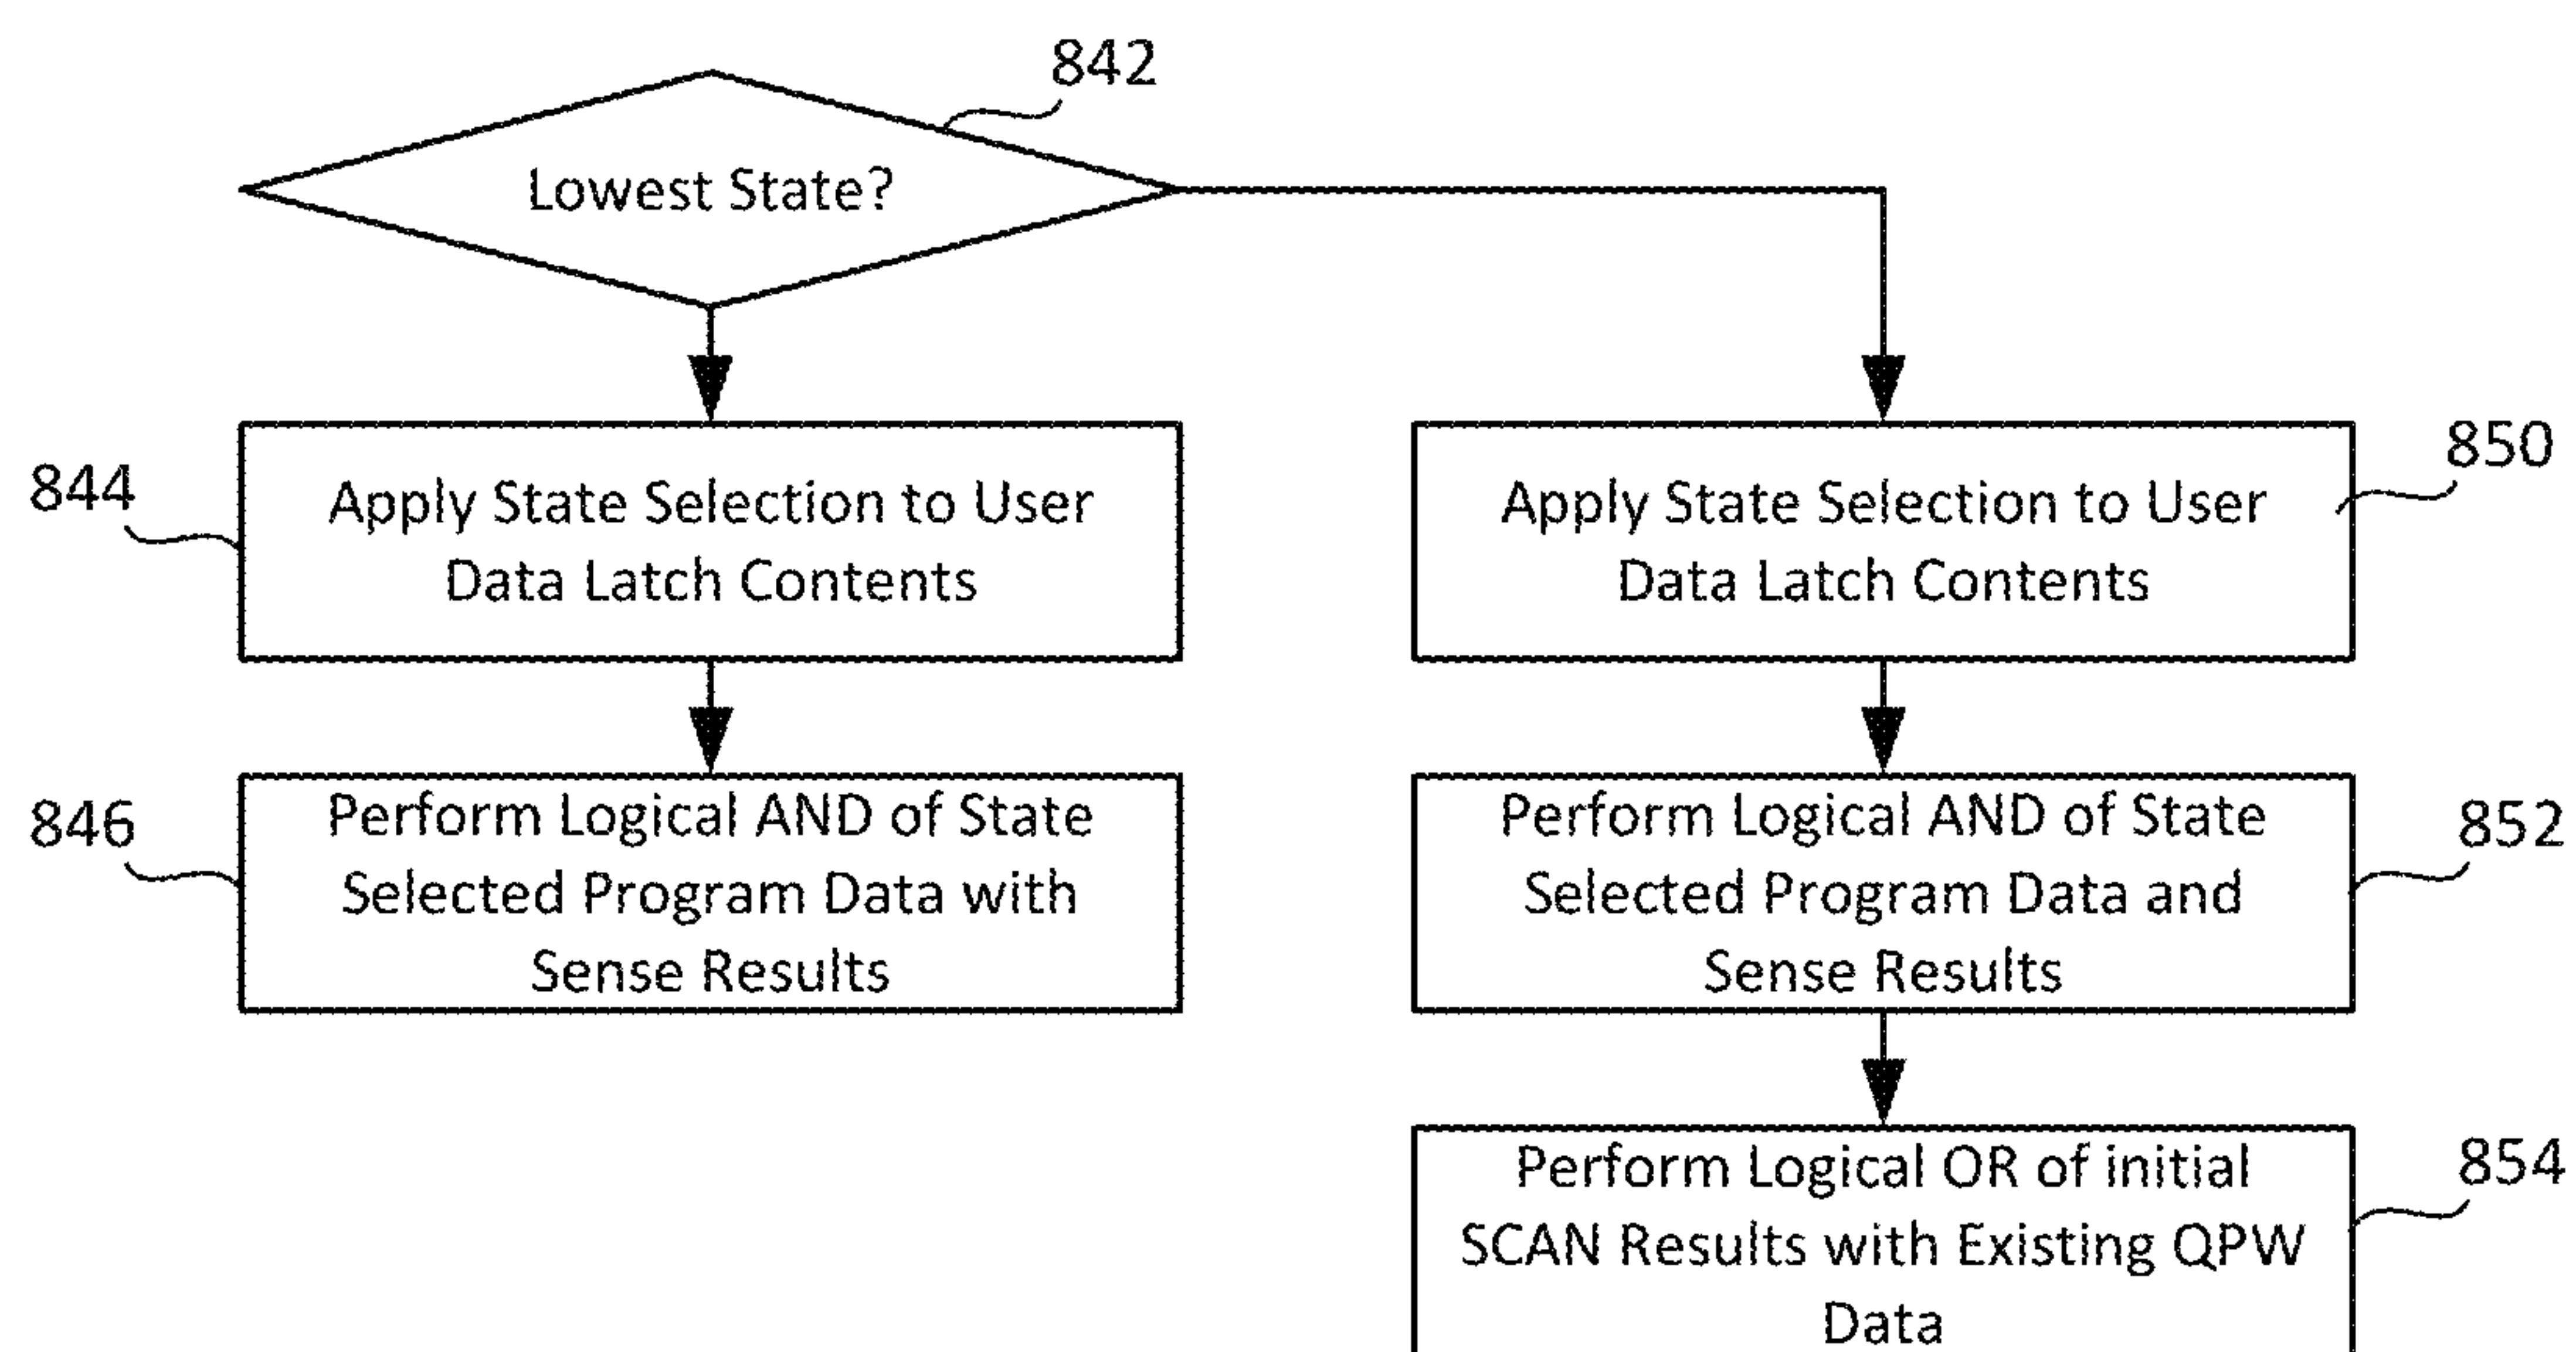 842
Lowest State?
844
Apply State Selection to User
Data Latch Contents
850
Apply State Selection to User
Data Latch Contents
846
Perform Logical AND of State
Selected Program Data with
Sense Results
852
Perform Logical AND of State
Selected Program Data and
Sense Results
854
Perform Logical OR of initial
SCAN Results with Existing QPW
Data